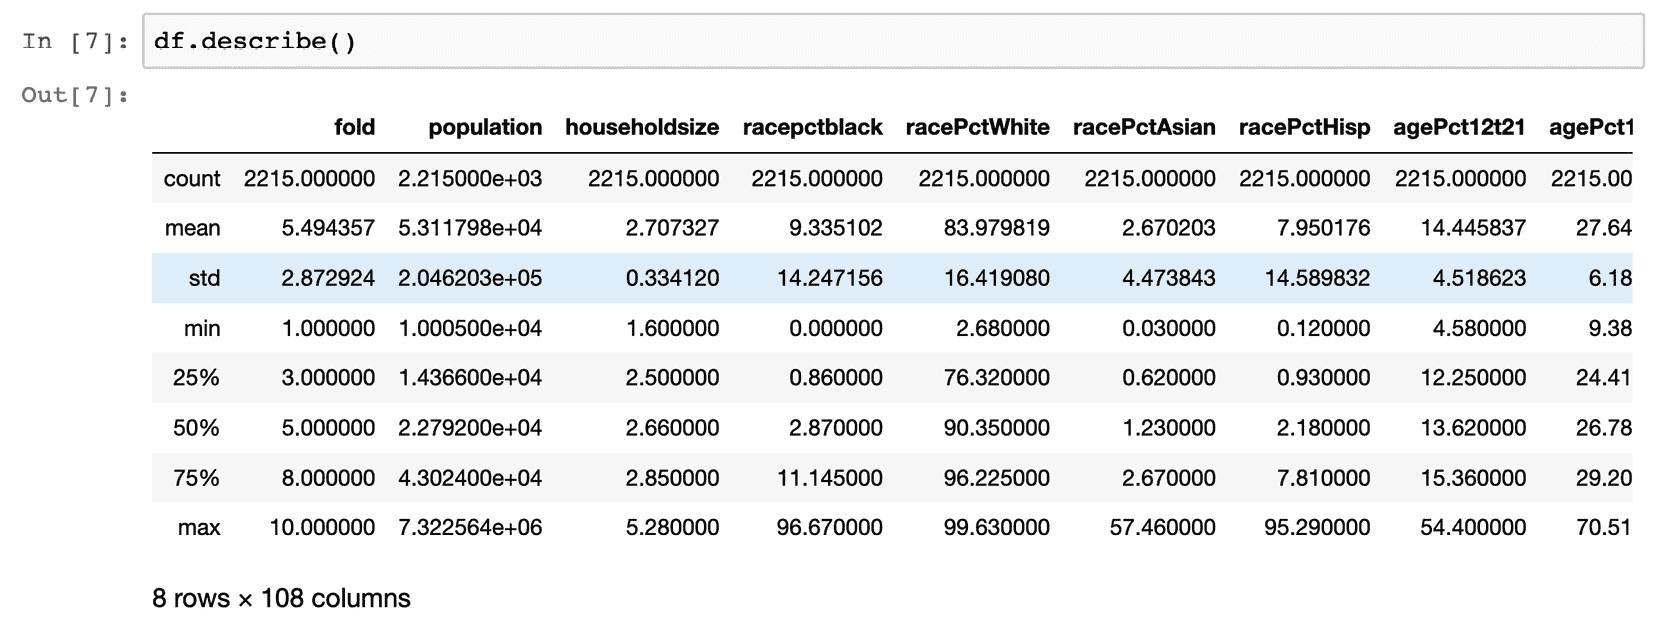 In [7]: df.describe()
Out[7]:
fold population householdsize racepctblack racePctWhite racePctAsian racePctHisp agePct12t21 agePct1
count 2215.000000 2.215000e+03 2215.000000 2215.000000 2215.000000 2215.000000 2215.000000 2215.000000 2215.00
mean 5.494357 5.311798e+04 2.707327 9.335102 83.979819 2.670203 7.950176 14.445837 27.64
std 2.872924 2.046203e+05 0.334120 14.247156 16.419080 4.473843 14.589832 4.518623 6.18
min 1.000000 1.000500e+04 1.600000 0.000000 2.680000 0.030000 0.120000 4.580000 9.38
25% 3.000000 1.436600e+04 2.500000 0.860000 76.320000 0.620000 0.930000 12.250000 24.41
50% 5.000000 2.279200e+04 2.660000 2.870000 90.350000 1.230000 2.180000 13.620000 26.78
75% 8.000000 4.302400e+04 2.850000 11.145000 96.225000 2.670000 7.810000 15.360000 29.20
max 10.000000 7.322564e+06 5.280000 96.670000 99.630000 57.460000 95.290000 54.400000 70.51
8 rows × 108 columns